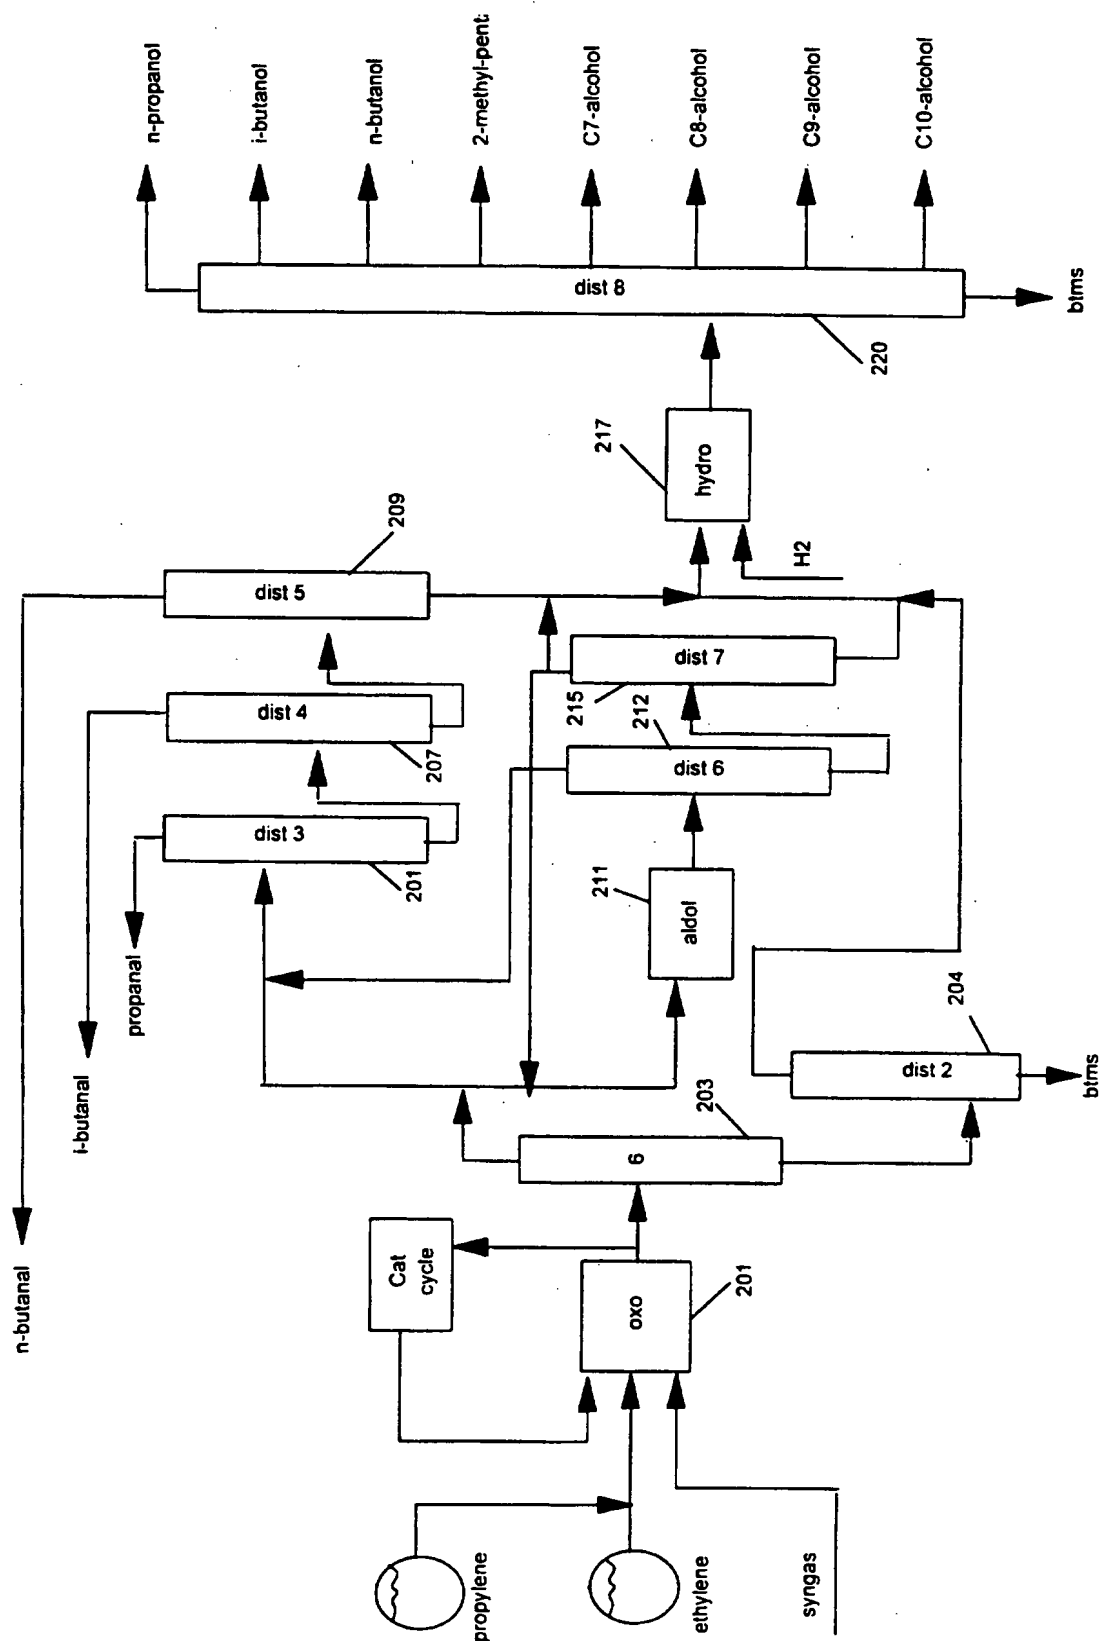 n-propanol
i-butanol
n-butanol
2-methyl-pent
C7-alcohol
C8-alcohol
C9-alcohol
C10-alcohol
dist 8
btms
220
217
hydro
H2
209
dist 5
dist 4
207
dist 3
201
dist 7
215
212
dist 6
211
aldol
propanal
i-butanal
n-butanal
204
dist 2
btms
203
6
Cat
cycle
oxo
201
propylene
ethylene
syngas